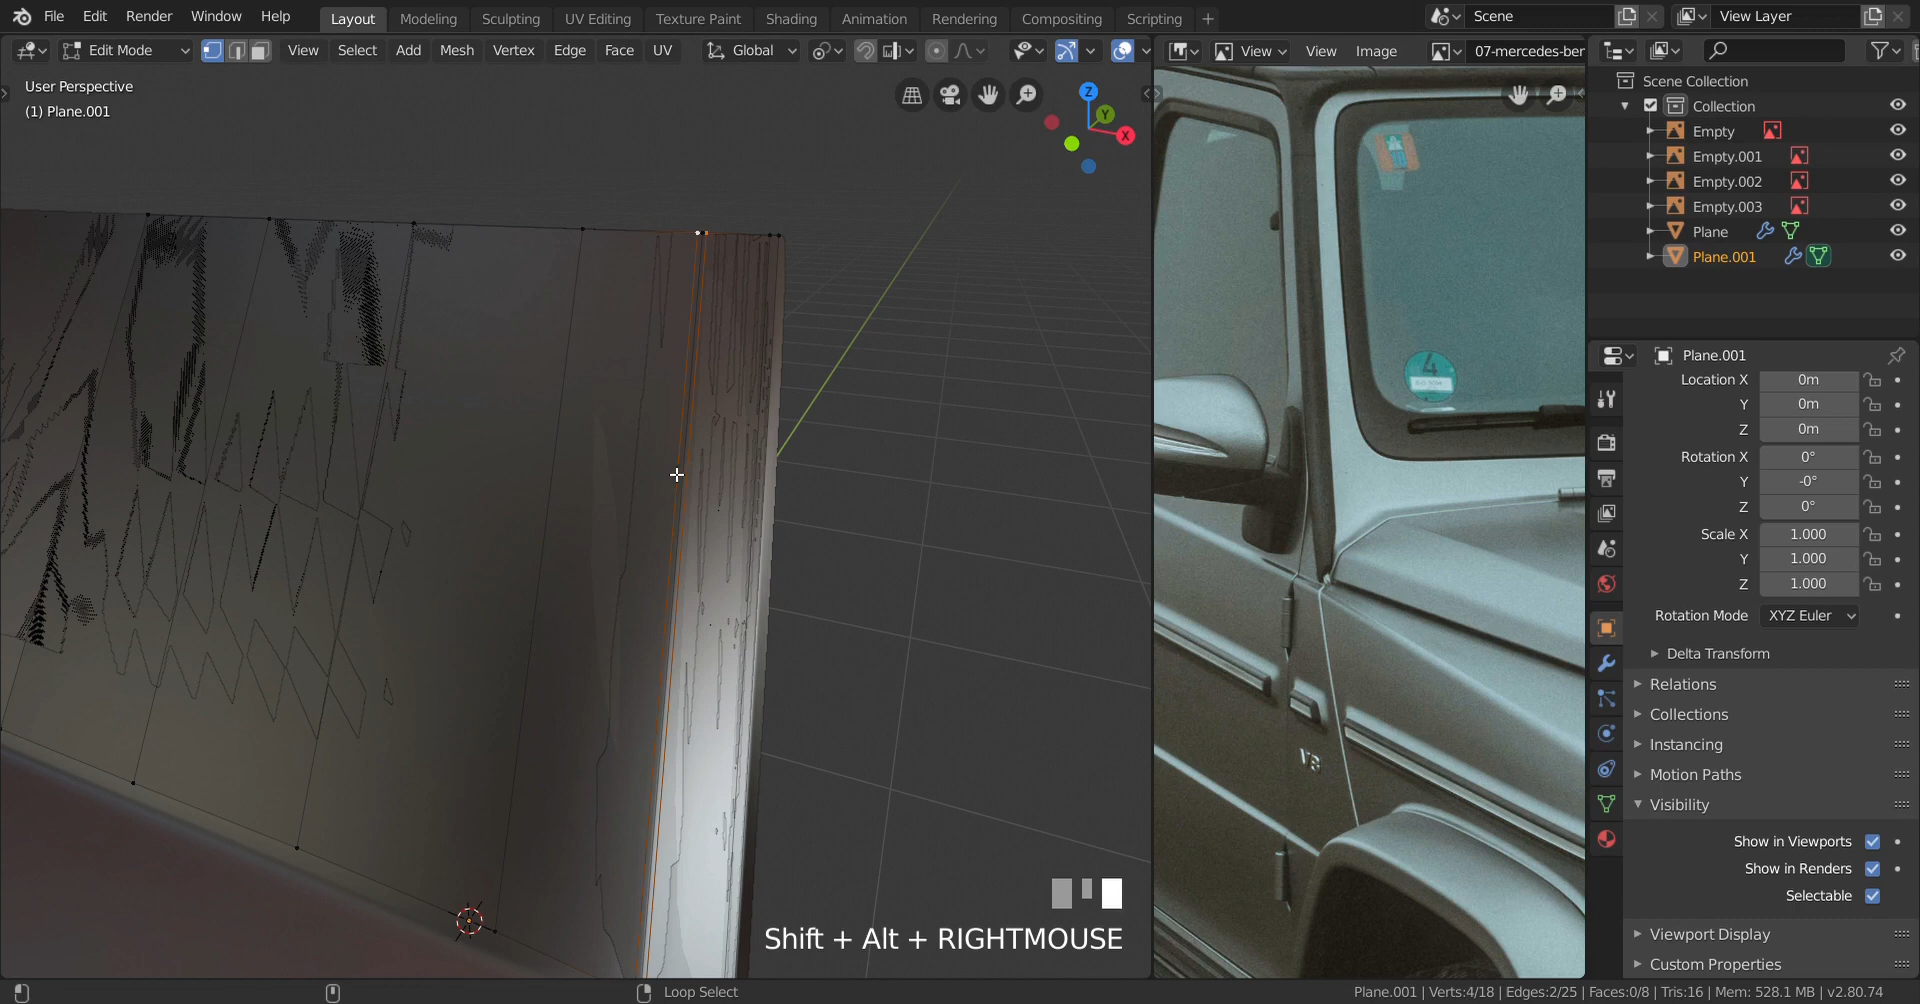 File Edit Render Window Help Layout Modeling Sculpting UV Editing Texture Paint Shading Animation Rendering Compositing Scripting Scene View Layer
Edit Mode View Select Add Mesh Vertex Edge Face UV Global View View Image 07-mercedes-ber
User Perspective
(1) Plane.001
Z
Y
X
Scene Collection
Collection
Empty
Empty.001
Empty.002
Empty.003
Plane
Plane.001
4
V8
Plane.001
Location X 0m
Y 0m
Z 0m
Rotation X 0°
Y -0°
Z 0°
Scale X 1.000
Y 1.000
Z 1.000
Rotation Mode XYZ Euler
Delta Transform
Relations
Collections
Instancing
Motion Paths
Visibility
Show in Viewports
Show in Renders
Selectable
Viewport Display
Custom Properties
Shift + Alt + RIGHTMOUSE
Loop Select
Plane.001 | Verts:4/18 | Edges:2/25 | Faces:0/8 | Tris:16 | Mem: 528.1 MB | v2.80.74